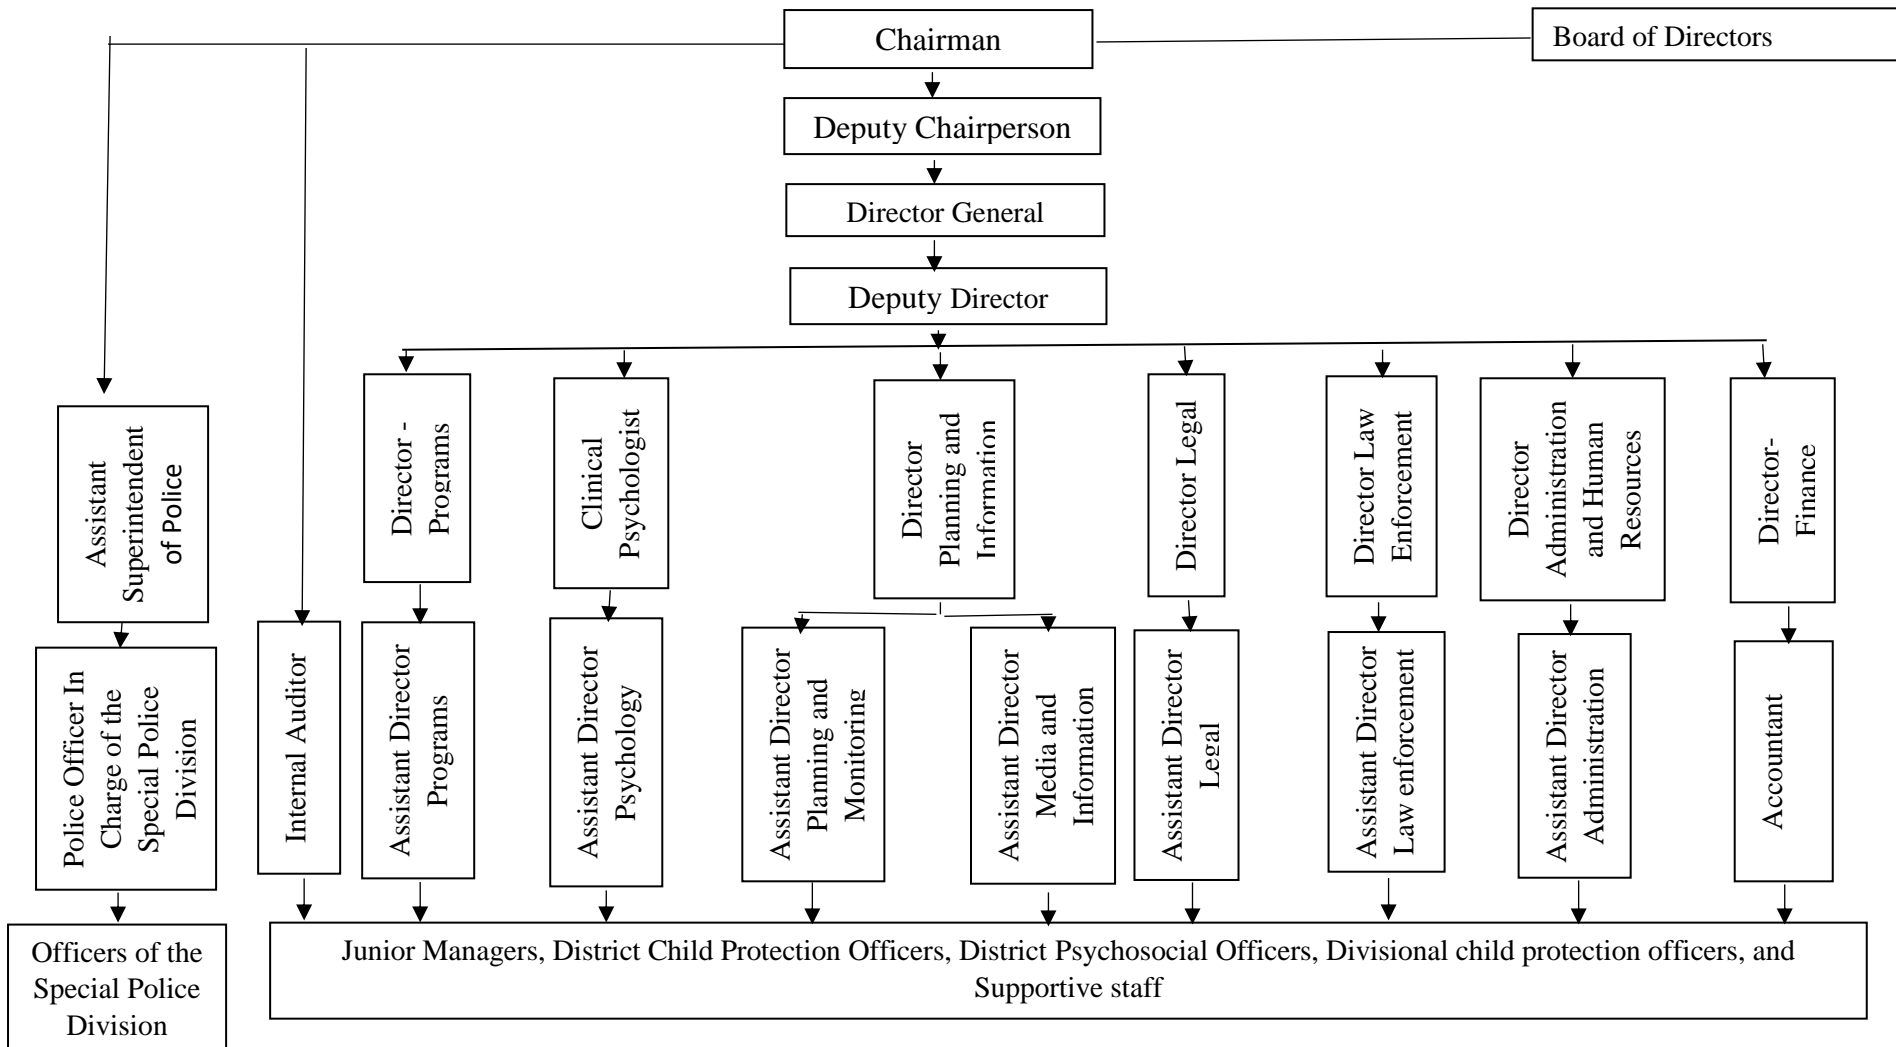 Chairman
Board of Directors
Deputy Chairperson
Director General
Deputy Director
Assistant
Superintendent
of Police
Director -
Programs
Clinical
Psychologist
Director
Planning and
Information
Director Legal
Director Law
Enforcement
Director
Administration
and Human
Resources
Director-
Finance
Police Officer In
Charge of the
Special Police
Division
Internal Auditor
Assistant Director
Programs
Assistant Director
Psychology
Assistant Director
Planning and
Monitoring
Assistant Director
Media and
Information
Assistant Director
Legal
Assistant Director
Law enforcement
Assistant Director
Administration
Accountant
Officers of the
Special Police
Division
Junior Managers, District Child Protection Officers, District Psychosocial Officers, Divisional child protection officers, and
Supportive staff